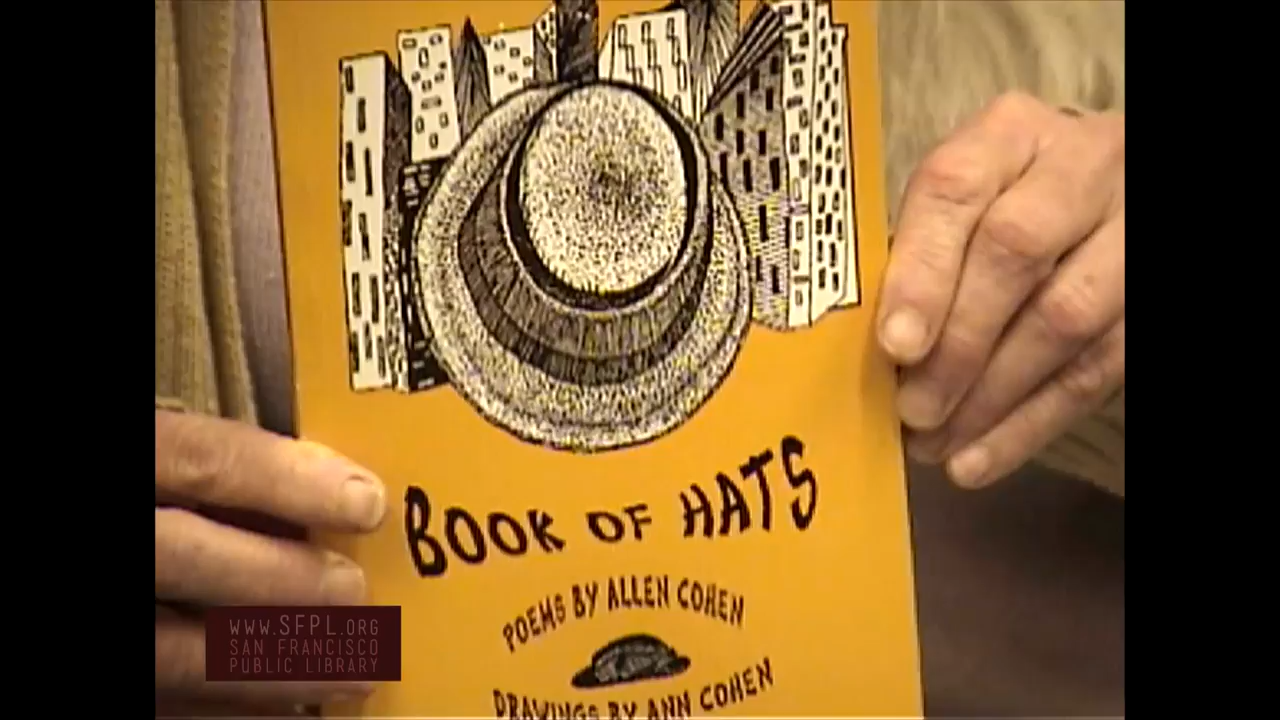 BOOK OF HATS
POEMS BY ALLEN COHEN
DRAWINGS BY ANN COHEN
WWW.SFPL.ORG
SAN FRANCISCO
PUBLIC LIBRARY